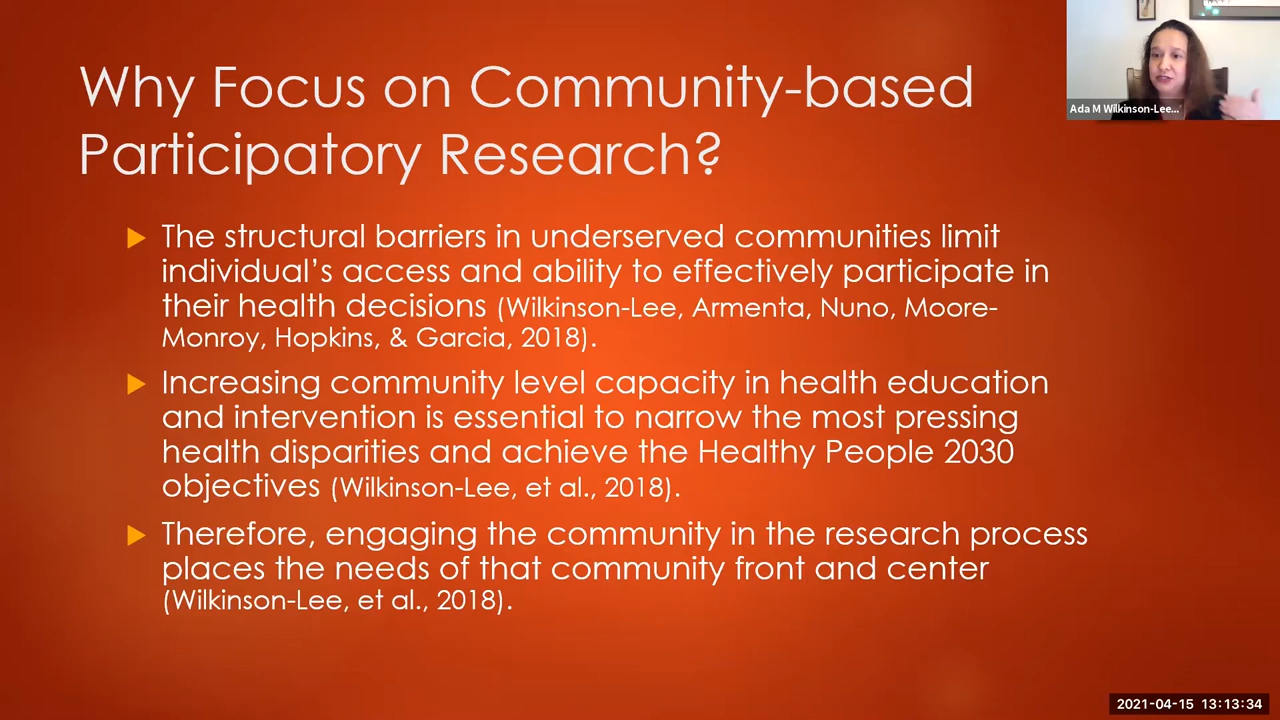 Why Focus on Community-based
Participatory Research?
The structural barriers in underserved communities limit
individual’s access and ability to effectively participate in
their health decisions (Wilkinson-Lee, Armenta, Nuno, Moore-
Monroy, Hopkins, & Garcia, 2018).
Increasing community level capacity in health education
and intervention is essential to narrow the most pressing
health disparities and achieve the Healthy People 2030
objectives (Wilkinson-Lee, et al., 2018).
Therefore, engaging the community in the research process
places the needs of that community front and center
(Wilkinson-Lee, et al., 2018).
Ada M Wilkinson-Lee...
2021-04-15 13:13:34